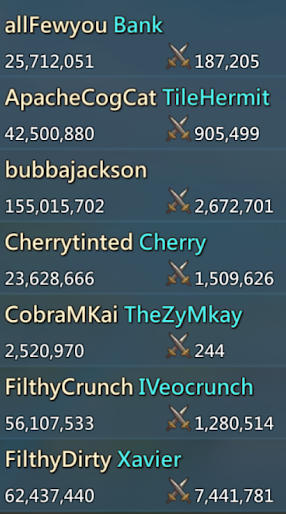 allFewyou Bank
25,712,051 187,205
ApacheCogCat TileHermit
42,500,880 905,499
bubbajackson
155,015,702 2,672,701
Cherrytinted Cherry
23,628,666 1,509,626
CobraMKai TheZyMkay
2,520,970 244
FilthyCrunch IVeocrunch
56,107,533 1,280,514
FilthyDirty Xavier
62,437,440 7,441,781